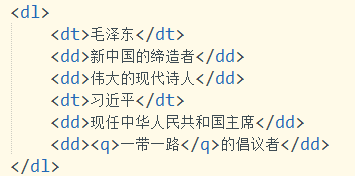 <dl>
<dt>毛泽东</dt>
<dd>新中国的缔造者</dd>
<dd>伟大的现代诗人</dd>
<dt>习近平</dt>
<dd>现任中华人民共和国主席</dd>
<dd><q>一带一路</q>的倡议者</dd>
</dl>